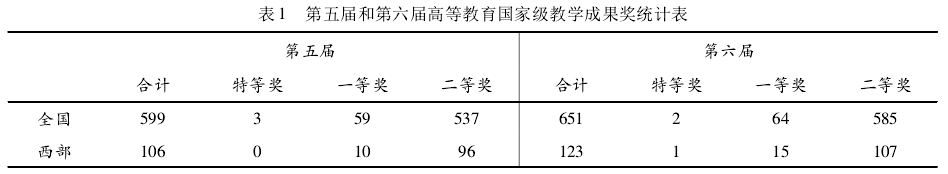 表1 第五届和第六届高等教育国家级教学成果奖统计表
第五届 第六届
合计 特等奖 一等奖 二等奖 合计 特等奖 一等奖 二等奖
全国 599 3 59 537 651 2 64 585
西部 106 0 10 96 123 1 15 107